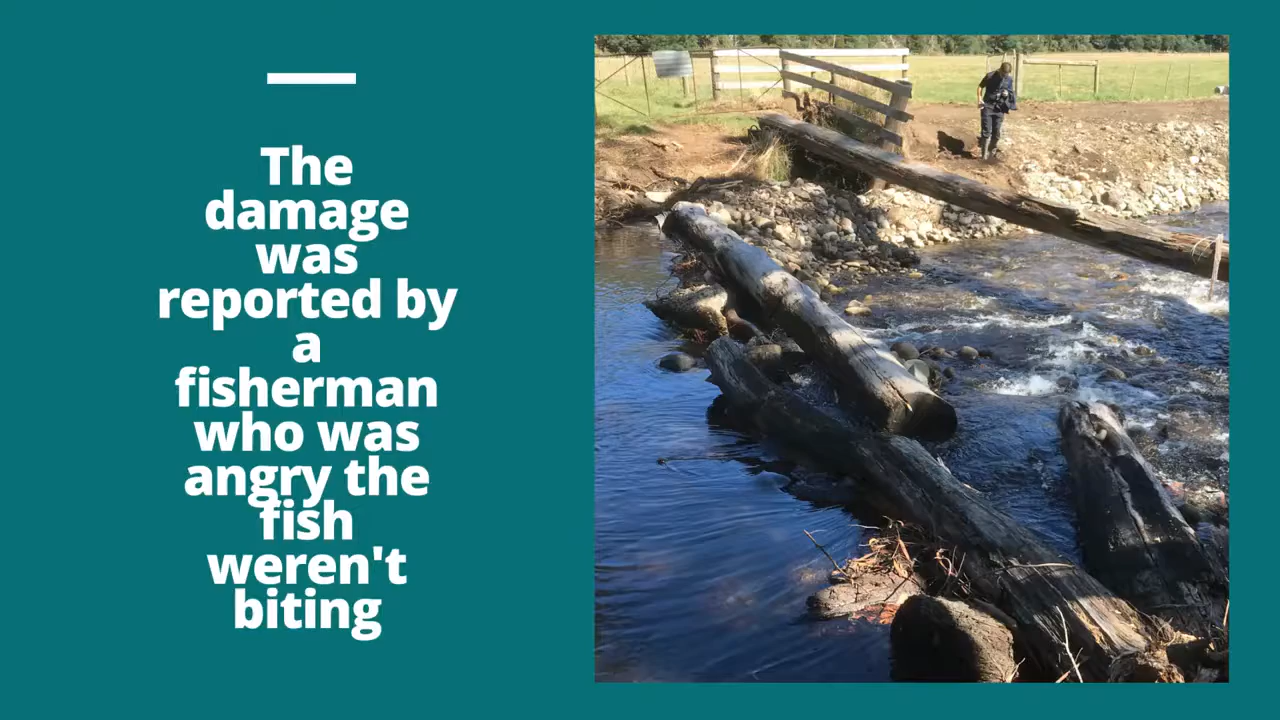 The
damage
was
reported by
a
fisherman
who was
angry the
fish
weren't
biting